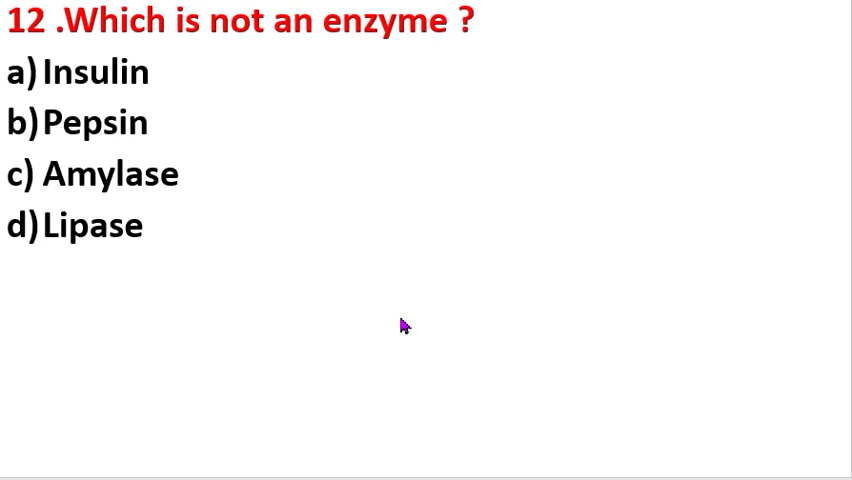 12 .Which is not an enzyme ?
a)Insulin
b)Pepsin
c) Amylase
d)Lipase